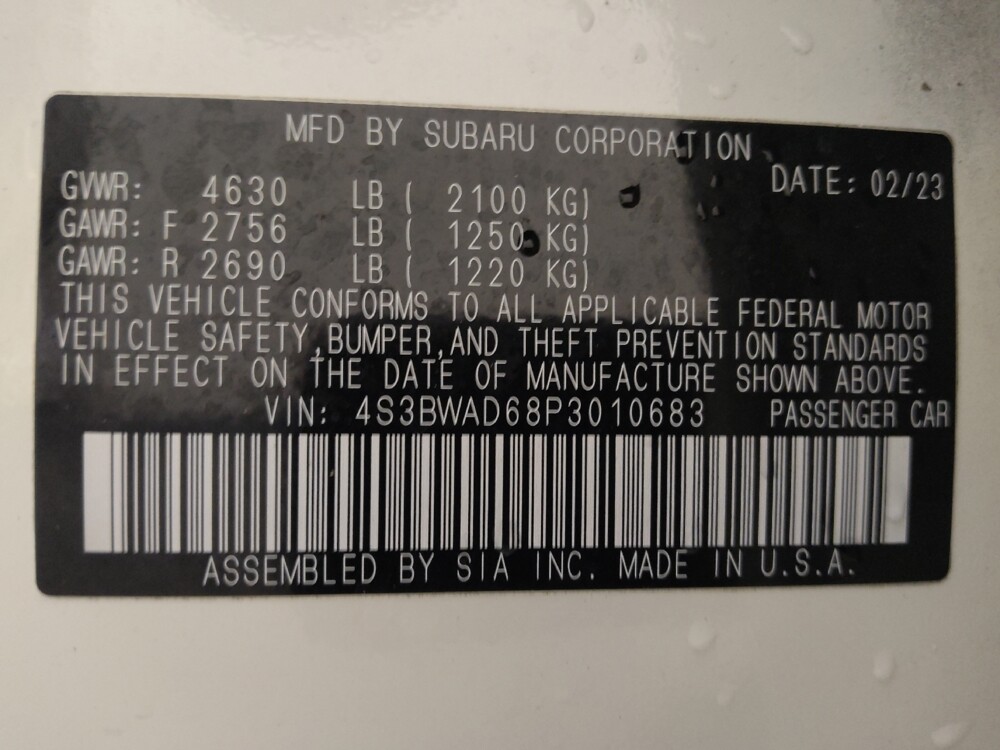 MFD BY SUBARU CORPORATION
DATE: 02/23
GVWR: 4630 LB ( 2100 KG)
GAWR: F 2756 LB ( 1250 KG)
GAWR: R 2690 LB ( 1220 KG)
THIS VEHICLE CONFORMS TO ALL APPLICABLE FEDERAL MOTOR
VEHICLE SAFETY,BUMPER,AND THEFT PREVENTION STANDARDS
IN EFFECT ON THE DATE OF MANUFACTURE SHOWN ABOVE.
VIN: 4S3BWAD68P3010683 PASSENGER CAR
ASSEMBLED BY SIA INC. MADE IN U.S.A.